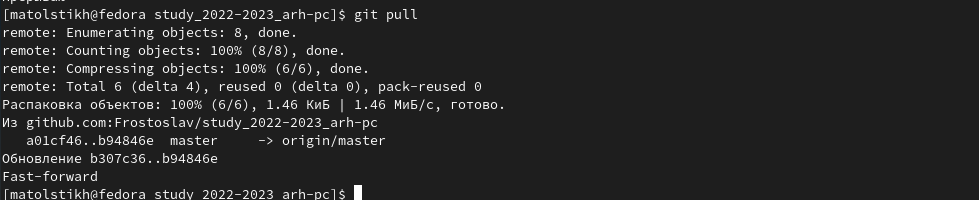 [matolstikh@fedora study_2022-2023_arh-pc]$ git pull
remote: Enumerating objects: 8, done.
remote: Counting objects: 100% (8/8), done.
remote: Compressing objects: 100% (6/6), done.
remote: Total 6 (delta 4), reused 0 (delta 0), pack-reused 0
Распаковка объектов: 100% (6/6), 1.46 КиБ | 1.46 МиБ/с, готово.
Из github.com:Frostoslav/study_2022-2023_arh-pc
   a01cf46..b94846e  master     -> origin/master
Обновление b307c36..b94846e
Fast-forward
[matolstikh@fedora study_2022-2023_arh-pc]$